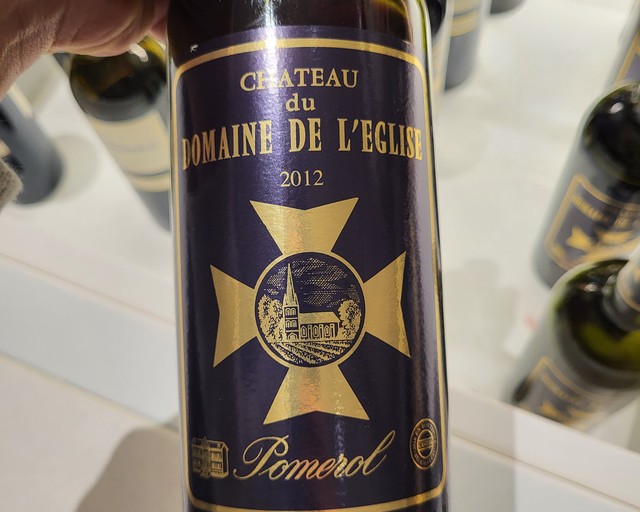 CHATEAU
du
DOMAINE DE L'EGLISE
2012
Pomerol